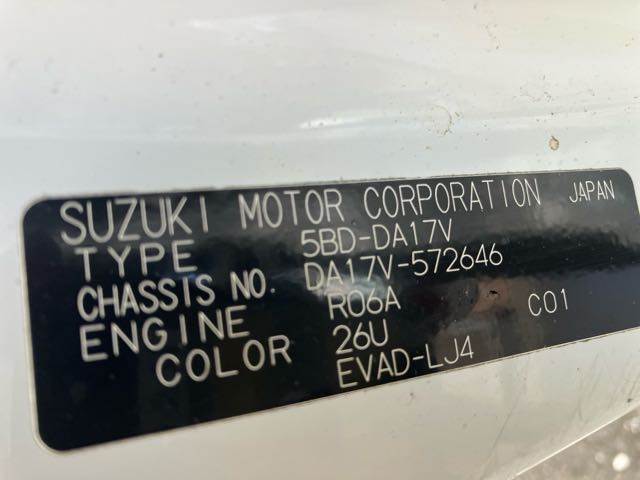 SUZUKI MOTOR CORPORATION JAPAN
TYPE 5BD-DA17V
CHASSIS NO. DA17V-572646
ENGINE R06A
COLOR 26U C01
EVAD-LJ4